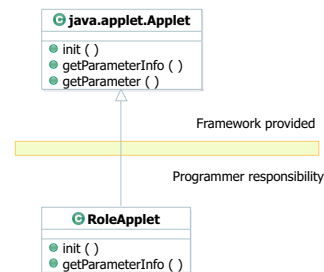 java.applet.Applet
init ( )
getParameterInfo ( )
getParameter ( )
Framework provided
Programmer responsibility
RoleApplet
init ( )
getParameterInfo ( )